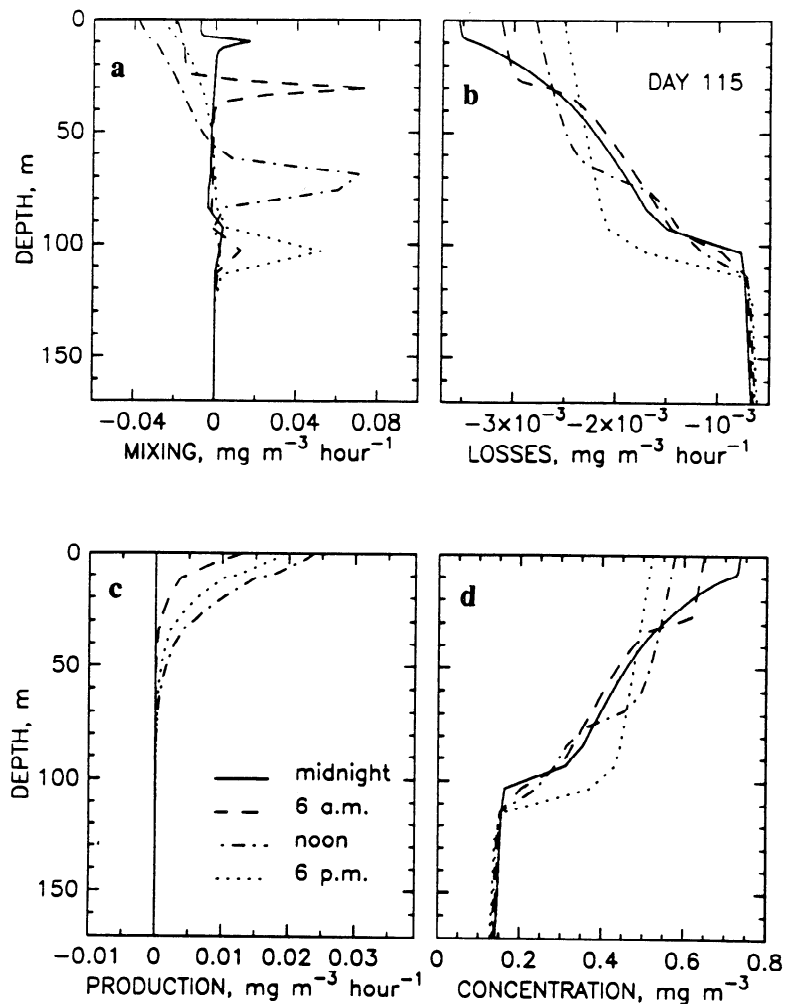 0
50
100
150
DEPTH, m
a
-0.04 0 0.04 0.08
MIXING, mg m⁻³ hour⁻¹
b
DAY 115
-3×10⁻³ -2×10⁻³ -10⁻³
LOSSES, mg m⁻³ hour⁻¹
0
50
100
150
DEPTH, m
c
midnight
6 a.m.
noon
6 p.m.
-0.01 0 0.01 0.02 0.03
PRODUCTION, mg m⁻³ hour⁻¹
d
0 0.2 0.4 0.6 0.8
CONCENTRATION, mg m⁻³